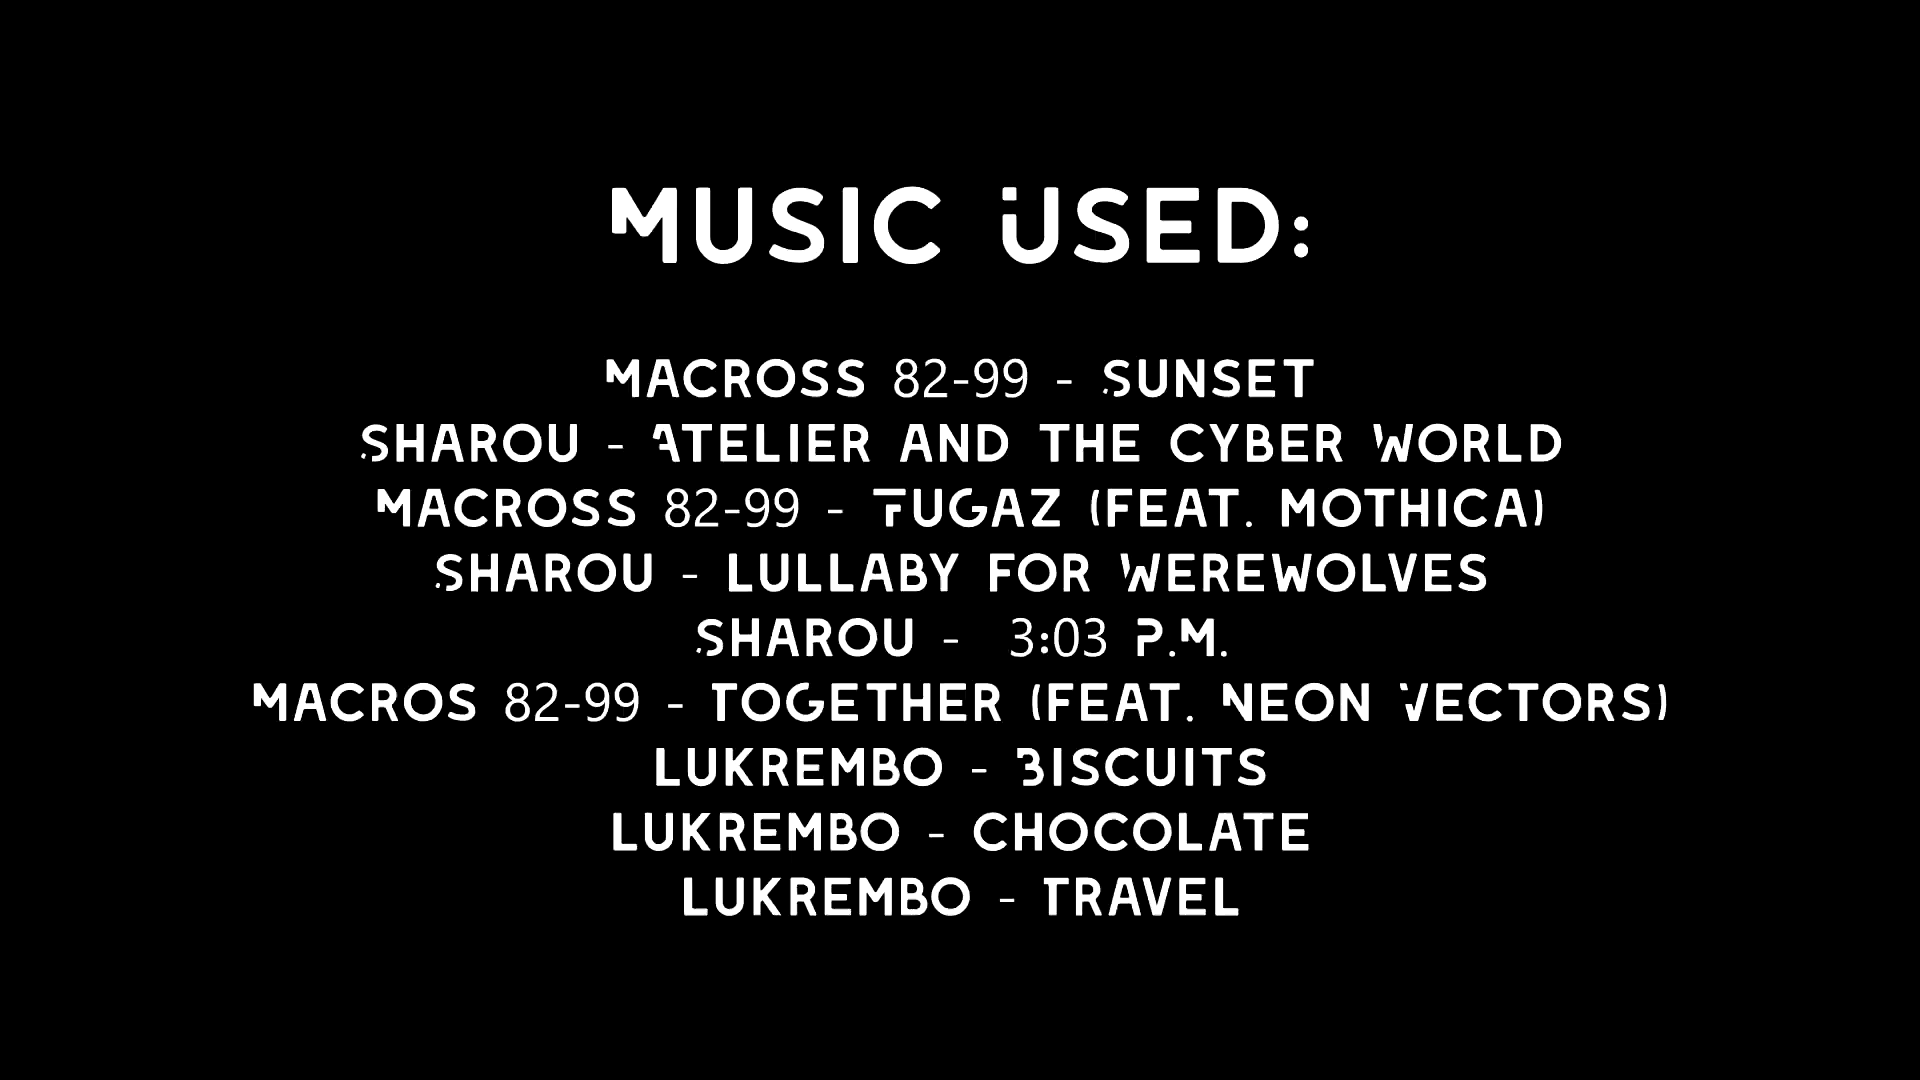 MUSIC USED:
MACROSS 82-99 - SUNSET
SHAROU - ATELIER AND THE CYBER WORLD
MACROSS 82-99 - FUGAZ (FEAT. MOTHICA)
SHAROU - LULLABY FOR WEREWOLVES
SHAROU - 3:03 P.M.
MACROS 82-99 - TOGETHER (FEAT. NEON VECTORS)
LUKREMBO - BISCUITS
LUKREMBO - CHOCOLATE
LUKREMBO - TRAVEL